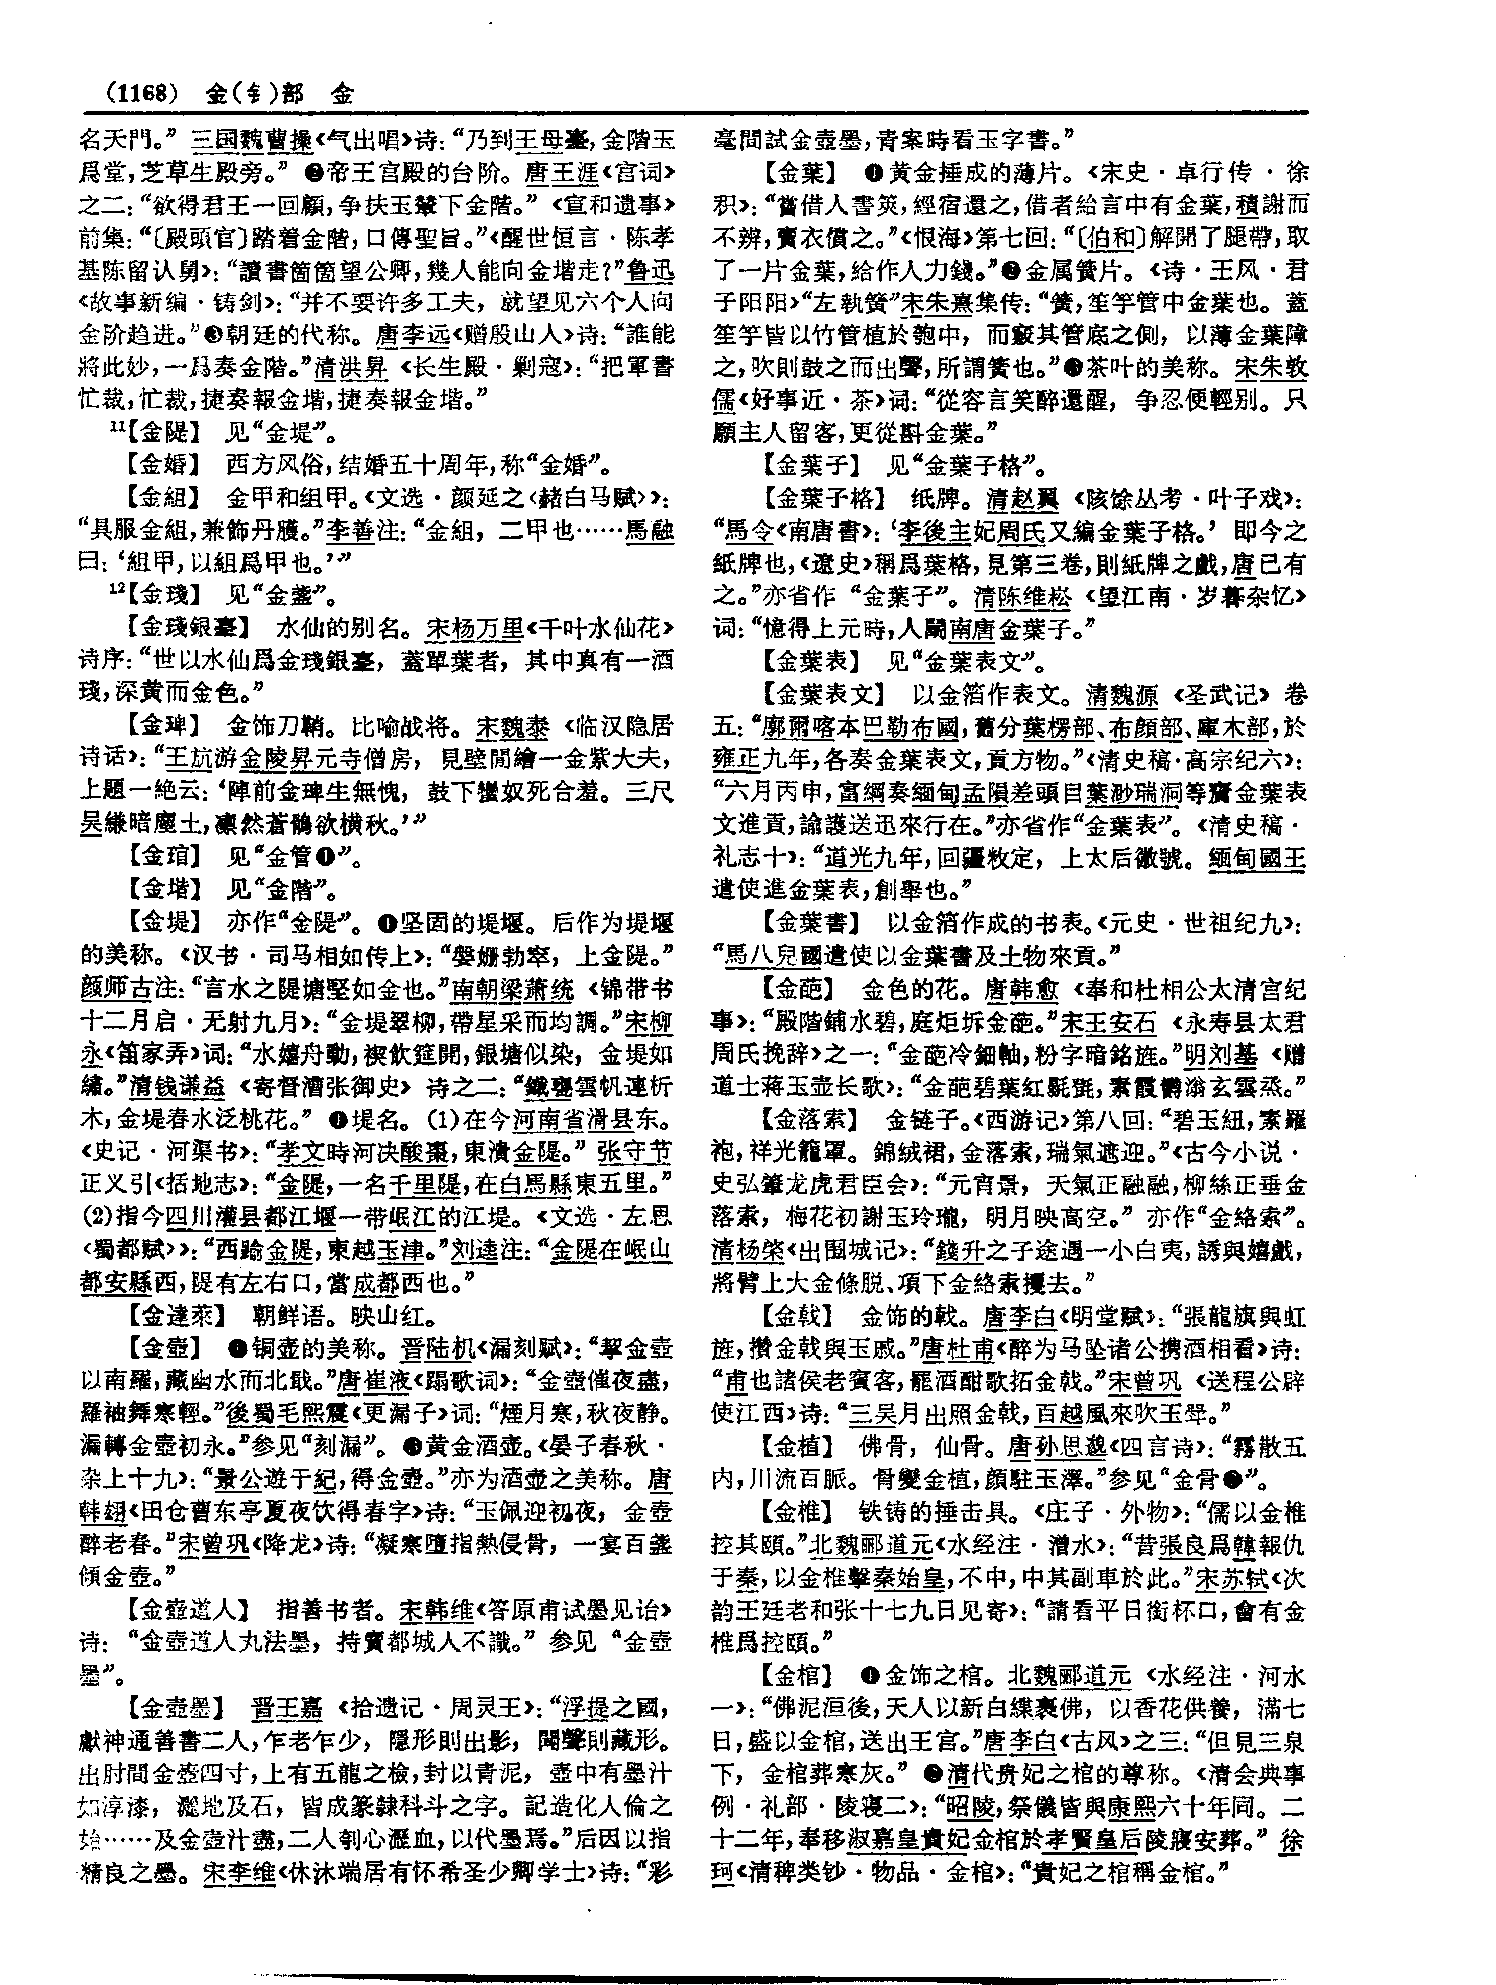 (1168) 金(钅)部 金
名天門。” 三国魏曹操《气出唱》诗：“乃到王母臺，金階玉
爲堂，芝草生殿旁。” ❷帝王宫殿的台阶。唐王涯《宫词》
之二：“欲得君王一回顧，争扶玉輦下金階。”《宣和遗事》
前集：“〔殿頭官〕踏着金階，口傳聖旨。”《醒世恒言·陈孝
基陈留认舅》：“讀書箇箇望公卿，幾人能向金堦走？”鲁迅
《故事新编·铸剑》：“并不要许多工夫，就望见六个人向
金阶趋进。”❸朝廷的代称。唐李远《赠殷山人》诗：“誰能
將此妙，一爲奏金階。”清洪昇《长生殿·剿寇》：“把軍書
忙裁，忙裁，捷奏報金堦，捷奏報金堦。”
11【金隄】 见“金堤”。
【金婚】 西方风俗，结婚五十周年，称“金婚”。
【金組】 金甲和组甲。《文选·颜延之〈赭白马赋〉》：
“具服金組，兼飾丹雘。”李善注：“金組，二甲也……馬融
曰：‘組甲，以組爲甲也。’”
12【金琖】 见“金盞”。
【金琖銀臺】 水仙的别名。宋杨万里《千叶水仙花》
诗序：“世以水仙爲金琖銀臺，蓋單葉者，其中真有一酒
琖，深黄而金色。”
【金琕】 金饰刀鞘。比喻战将。宋魏泰《临汉隐居
诗话》：“王㧒游金陵昇元寺僧房，見壁間繪一金紫大夫，
上題一绝云：‘陣前金琕生無愧，鼓下蠻奴死合羞。三尺
吴縑暗塵土，凛然蒼鶻欲横秋。’”
【金琯】 见“金管❶”。
【金堦】 见“金階”。
【金堤】 亦作“金隄”。❶坚固的堤堰。后作为堤堰
的美称。《汉书·司马相如传上》：“媻姗勃窣，上金隄。”
颜师古注：“言水之隄塘堅如金也。”南朝梁萧统《锦带书
十二月启·无射九月》：“金堤翠柳，帶星采而均調。”宋柳
永《笛家弄》词：“水嬉舟動，禊飲筵開，銀塘似染，金堤如
繡。”清钱谦益《寄督漕张御史》诗之二：“鐵甕雲帆連析
木，金堤春水泛桃花。” ❷堤名。(1)在今河南省滑县东。
《史记·河渠书》：“孝文時河决酸棗，東潰金隄。” 张守节
正义引《括地志》：“金隄，一名千里隄，在白馬縣東五里。”
(2)指今四川灌县都江堰一带岷江的江堤。《文选·左思
〈蜀都赋〉》：“西踰金隄，東越玉津。”刘逵注：“金隄在岷山
都安縣西，隄有左右口，當成都西也。”
【金達萊】 朝鲜语。映山红。
【金壺】 ❶铜壶的美称。晋陆机《漏刻赋》：“挈金壺
以南羅，藏幽水而北戢。”唐崔液《蹋歌词》：“金壺催夜盡，
羅袖舞寒輕。”後蜀毛熙震《更漏子》词：“煙月寒，秋夜静。
漏轉金壺初永。”参见“刻漏”。❷黄金酒壶。《晏子春秋·
杂上十九》：“景公遊于紀，得金壺。”亦为酒壶之美称。唐
韩翃《田仓曹东亭夏夜饮得春字》诗：“玉佩迎初夜，金壺
醉老春。”宋曾巩《降龙》诗：“凝寒墮指熱侵骨，一宴百盞
傾金壺。”
【金壺道人】 指善书者。宋韩维《答原甫试墨见诒》
诗：“金壺道人丸法墨，持賣都城人不識。” 参见“金壺
墨”。
【金壺墨】 晋王嘉《拾遗记·周灵王》：“浮提之國，
獻神通善書二人，乍老乍少，隱形則出影，聞聲則藏形。
出肘間金壺四寸，上有五龍之檢，封以青泥，壺中有墨汁
如淳漆，灑地及石，皆成篆隸科斗之字。記造化人倫之
始……及金壺汁盡，二人刳心瀝血，以代墨焉。”后因以指
精良之墨。宋李维《休沐端居有怀希圣少卿学士》诗：“彩
毫間試金壺墨，青案時看玉字書。”
【金葉】 ❶黄金捶成的薄片。《宋史·卓行传·徐
积》：“嘗借人書筴，經宿還之，借者紿言中有金葉，積謝而
不辨，賣衣償之。”《恨海》第七回：“〔伯和〕解開了腿帶，取
了一片金葉，給作人力錢。”❷金属簧片。《诗·王风·君
子阳阳》“左執簧”宋朱熹集传：“簧，笙竽管中金葉也。蓋
笙竽皆以竹管植於匏中，而竅其管底之側，以薄金葉障
之，吹則鼓之而出聲，所謂簧也。”❸茶叶的美称。宋朱敦
儒《好事近·茶》词：“從容言笑醉還醒，争忍便輕别。只
願主人留客，更從斟金葉。”
【金葉子】 见“金葉子格”。
【金葉子格】 纸牌。清赵翼《陔馀丛考·叶子戏》：
“馬令《南唐書》：‘李後主妃周氏又编金葉子格。’即今之
紙牌也，《遼史》稱爲葉格，見第三卷，則紙牌之戲，唐已有
之。”亦省作“金葉子”。清陈维崧《望江南·岁暮杂忆》
词：“憶得上元時，人鬭南唐金葉子。”
【金葉表】 见“金葉表文”。
【金葉表文】 以金箔作表文。清魏源《圣武记》卷
五：“廓爾喀本巴勒布國，舊分葉楞部、布顔部、庫木部，於
雍正九年，各奏金葉表文，貢方物。”《清史稿·高宗纪六》：
“六月丙申，富綱奏緬甸孟隕差頭目葉渺瑞洞等齎金葉表
文進貢，諭護送迅來行在。”亦省作“金葉表”。《清史稿·
礼志十》：“道光九年，回疆牧定，上太后徽號。緬甸國王
遣使進金葉表，創舉也。”
【金葉書】 以金箔作成的书表。《元史·世祖纪九》：
“馬八兒國遣使以金葉書及土物來貢。”
【金葩】 金色的花。唐韩愈《奉和杜相公太清宫纪
事》：“殿階鋪水碧，庭炬坼金葩。”宋王安石《永寿县太君
周氏挽辞》之一：“金葩冷鈿軸，粉字暗銘旌。”明刘基《赠
道士蒋玉壶长歌》：“金葩碧葉紅毾㲪，素霞鬱滃玄雲烝。”
【金落索】 金链子。《西游记》第八回：“碧玉紐，素羅
袍，祥光籠罩。錦絨裙，金落索，瑞氣遮迎。”《古今小说·
史弘肇龙虎君臣会》：“元宵景，天氣正融融，柳絲正垂金
落索，梅花初謝玉玲瓏，明月映高空。” 亦作“金絡索”。
清杨棨《出围城记》：“錢升之子途遇一小白夷，誘與嬉戲，
將臂上大金條脱、項下金絡索攫去。”
【金戟】 金饰的戟。唐李白《明堂赋》：“張龍旗與虹
旌，攢金戟與玉戚。”唐杜甫《醉为马坠诸公携酒相看》诗：
“甫也諸侯老賓客，罷酒酣歌拓金戟。”宋曾巩《送程公辟
使江西》诗：“三吴月出照金戟，百越風來吹玉斝。”
【金植】 佛骨，仙骨。唐孙思邈《四言诗》：“霧散五
内，川流百脈。骨變金植，顔駐玉澤。”参见“金骨❷”。
【金椎】 铁铸的捶击具。《庄子·外物》：“儒以金椎
控其頤。”北魏郦道元《水经注·濟水》：“昔張良爲韓報仇
于秦，以金椎擊秦始皇，不中，中其副車於此。”宋苏轼《次
韵王廷老和张十七九日见寄》：“請看平日銜杯口，會有金
椎爲控頤。”
【金棺】 ❶金饰之棺。北魏郦道元《水经注·河水
一》：“佛泥洹後，天人以新白緤裹佛，以香花供養，滿七
日，盛以金棺，送出王宫。”唐李白《古风》之三：“但見三泉
下，金棺葬寒灰。” ❷清代贵妃之棺的尊称。《清会典事
例·礼部·陵寝二》：“昭陵，祭儀皆與康熙六十年同。二
十二年，奉移淑嘉皇貴妃金棺於孝賢皇后陵寢安葬。” 徐
珂《清稗类钞·物品·金棺》：“貴妃之棺稱金棺。”